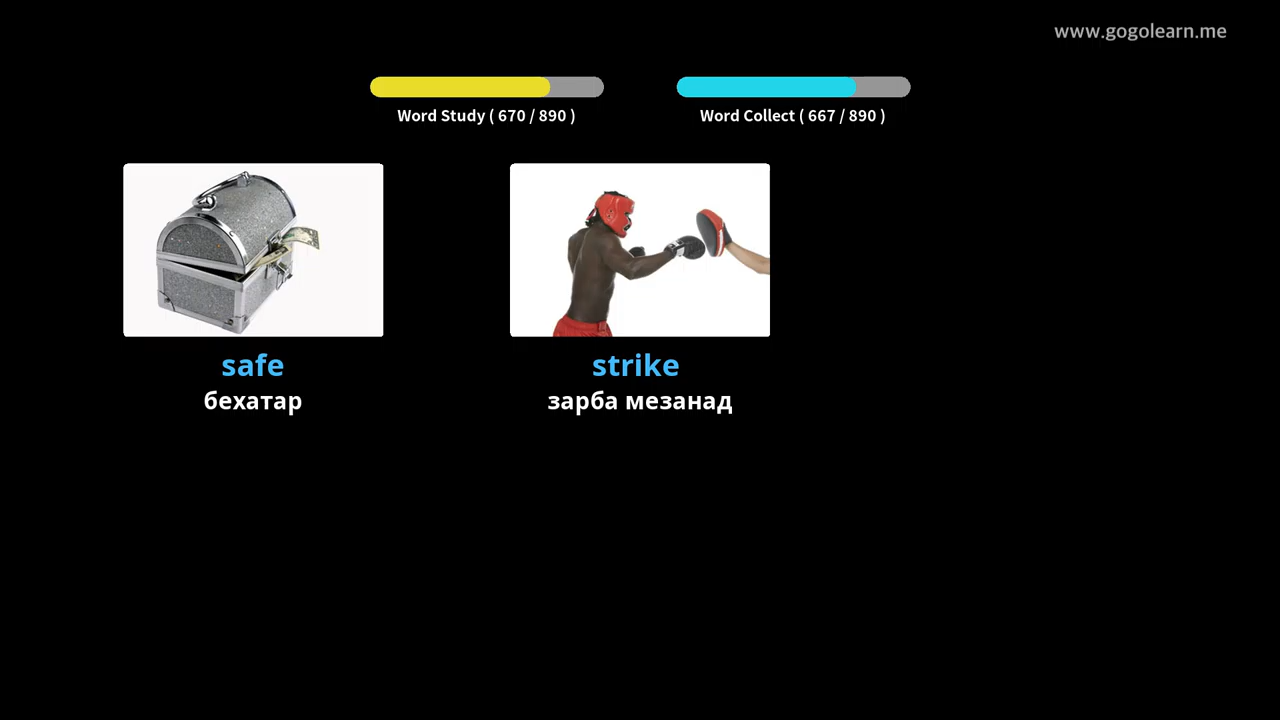 www.gogolearn.me
Word Study ( 670 / 890 )
Word Collect ( 667 / 890 )
safe
бехатар
strike
зарба мезанад